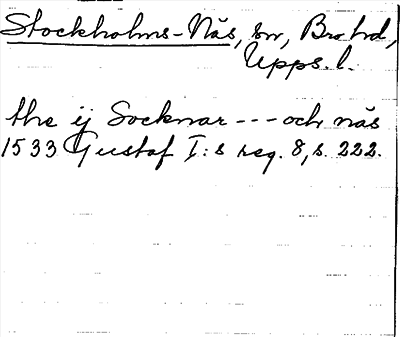 Stockholms-Näs, sn, Bro hd,
Upps. l.
the ij Socknar --- och näs
1533 Gustaf I:s reg. 8, s. 222.